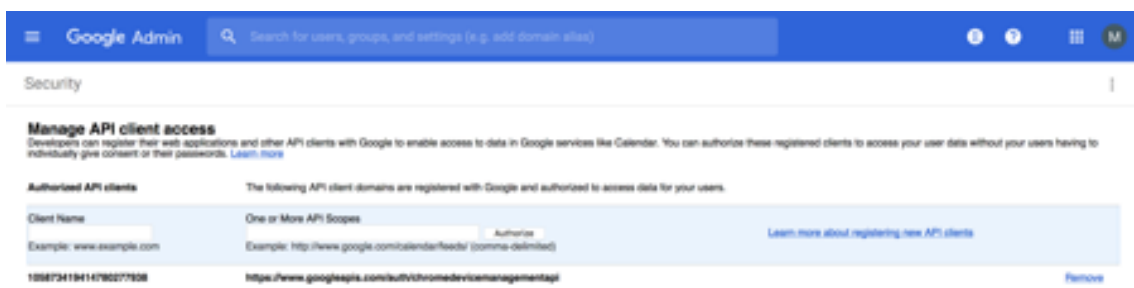 Google Admin
Search for users, groups, and settings (e.g. add domain alias)
M
Security
Manage API client access
Developers can register their web applications and other API clients with Google to enable access to data in Google services like Calendar. You can authorize these registered clients to access your user data without your users having to
individually give consent or their passwords. Learn more
Authorized API clients The following API client domains are registered with Google and authorized to access data for your users.
Client Name One or More API Scopes
Authorize Learn more about registering new API clients
Example: www.example.com Example: http://www.google.com/calendar/feeds/ (comma-delimited)
https://www.googleapis.com/auth/chromedevicemanagementapi Remove